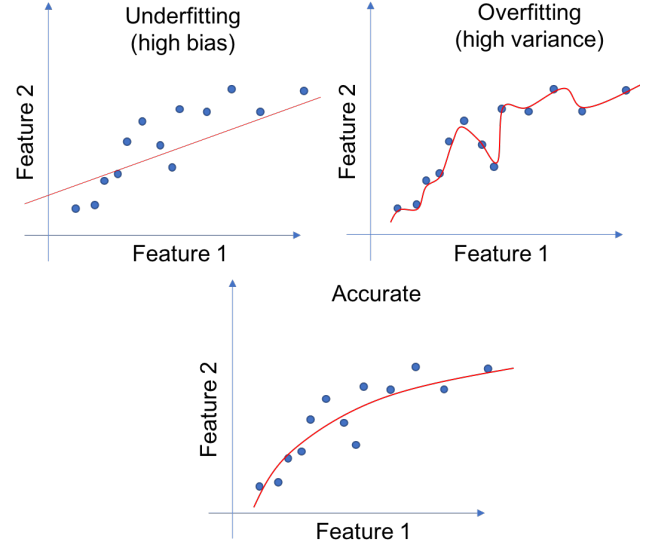 Underfitting
(high bias)
Feature 2
Feature 1
Overfitting
(high variance)
Feature 2
Feature 1
Accurate
Feature 2
Feature 1